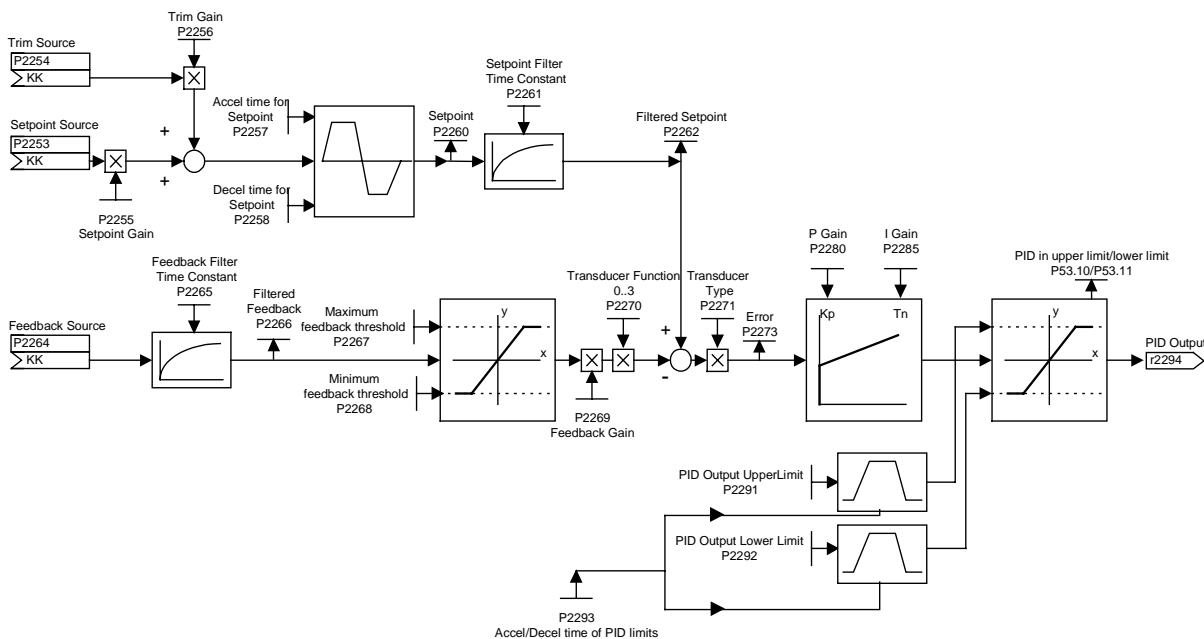 Trim Gain
P2256
Trim Source
P2254
KK
Setpoint Source
P2253
KK
+
+
P2255
Setpoint Gain
Accel time for
Setpoint
P2257
Decel time for
Setpoint
P2258
Setpoint
P2260
Setpoint Filter
Time Constant
P2261
Filtered Setpoint
P2262
Feedback Filter
Time Constant
P2265
Feedback Source
P2264
KK
Filtered
Feedback
P2266
Maximum
feedback threshold
P2267
Minimum
feedback threshold
P2268
y
x
Transducer Function
0..3
P2270
P2269
Feedback Gain
+
-
Transducer
Type
P2271
Error
P2273
P Gain
P2280
I Gain
P2285
Kp
Tn
PID in upper limit/lower limit
P53.10/P53.11
y
x
PID Output
r2294
PID Output UpperLimit
P2291
PID Output Lower Limit
P2292
P2293
Accel/Decel time of PID limits